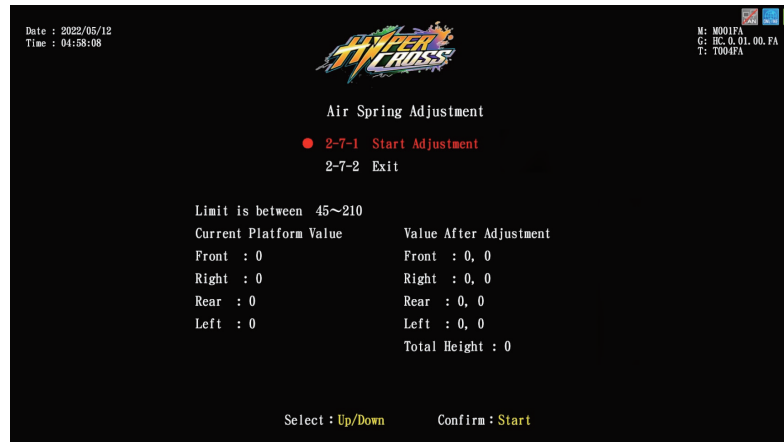 Date : 2022/05/12
Time : 04:58:08
HYPER
CROSS
M: M001FA
G: HC.0.01.00.FA
T: T004FA
Air Spring Adjustment
2-7-1 Start Adjustment
2-7-2 Exit
Limit is between 45～210
Current Platform Value Value After Adjustment
Front : 0 Front : 0, 0
Right : 0 Right : 0, 0
Rear : 0 Rear : 0, 0
Left : 0 Left : 0, 0
Total Height : 0
Select：Up/Down Confirm：Start